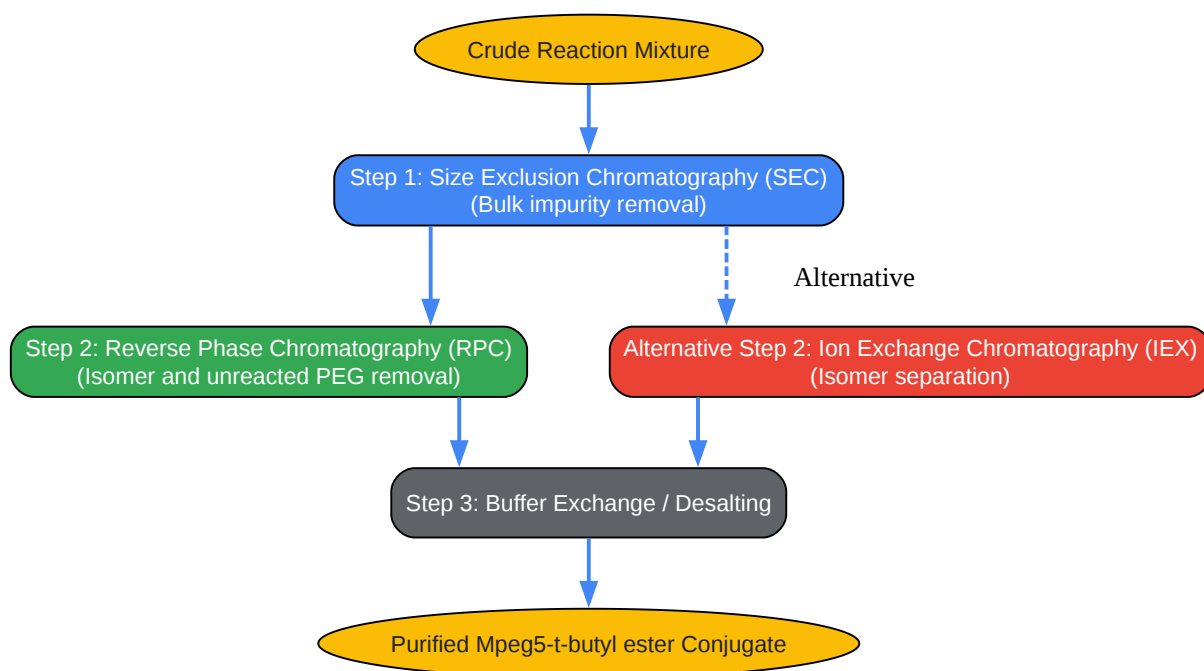 Crude Reaction Mixture
Step 1: Size Exclusion Chromatography (SEC)
(Bulk impurity removal)
Alternative
Step 2: Reverse Phase Chromatography (RPC)
(Isomer and unreacted PEG removal)
Alternative Step 2: Ion Exchange Chromatography (IEX)
(Isomer separation)
Step 3: Buffer Exchange / Desalting
Purified Mpeg5-t-butyl ester Conjugate